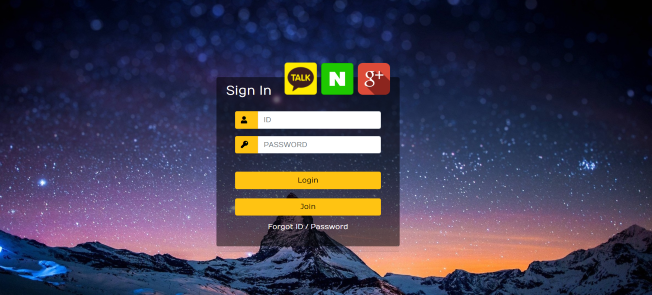 Sign In
TALK
N
g+
ID
PASSWORD
Login
Join
Forgot ID / Password